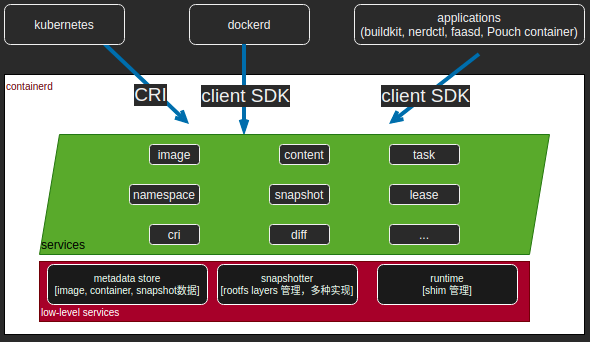 kubernetes
dockerd
applications
(buildkit, nerdctl, faasd, Pouch container)
containerd
CRI
client SDK
client SDK
image
content
task
namespace
snapshot
lease
cri
diff
...
services
metadata store
[image, container, snapshot数据]
snapshotter
[rootfs layers 管理，多种实现]
runtime
[shim 管理]
low-level services